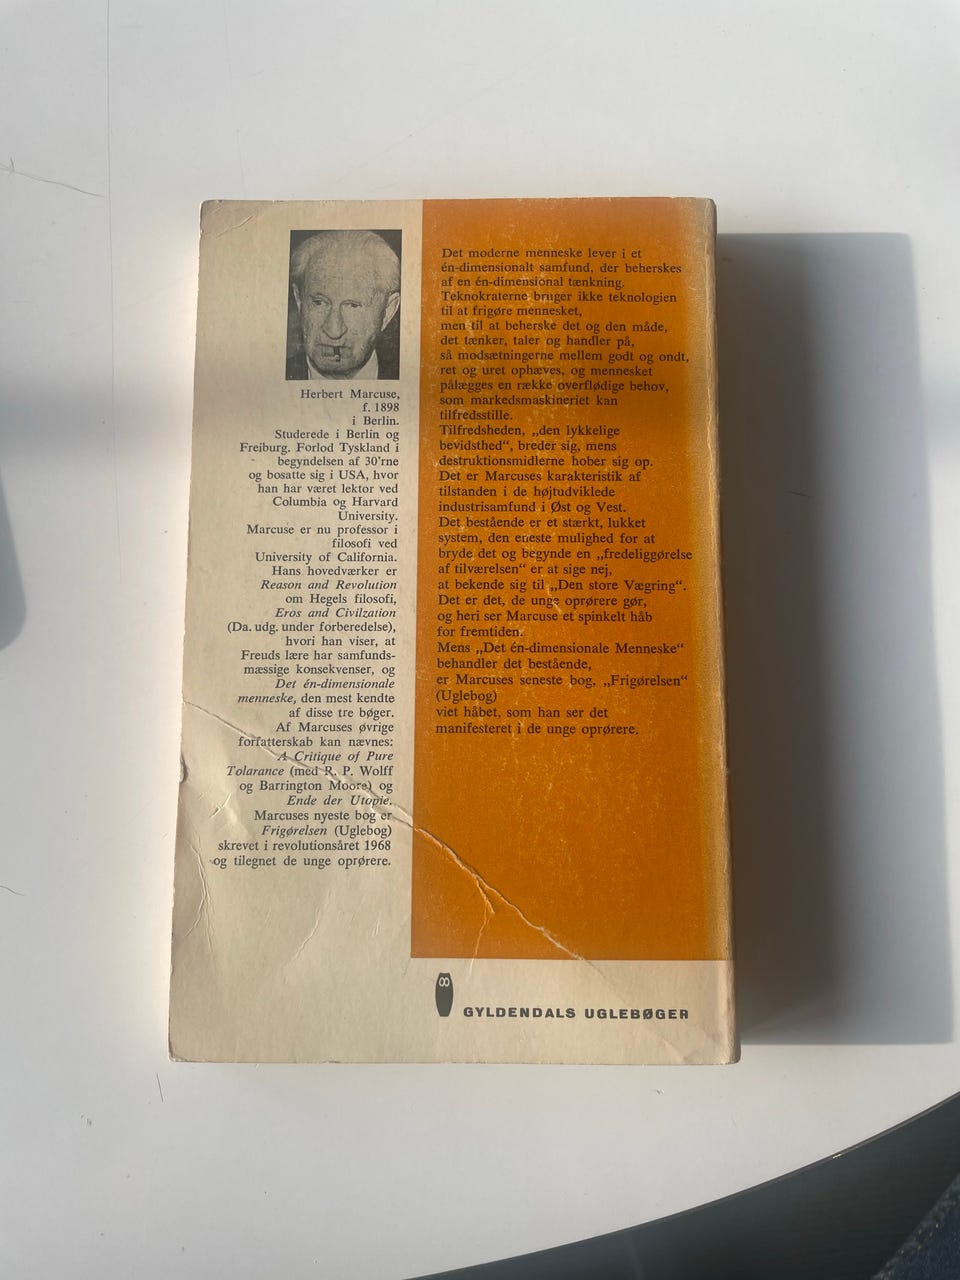 Herbert Marcuse,
f. 1898
i Berlin.
Studerede i Berlin og
Freiburg. Forlod Tyskland i
begyndelsen af 30'rne
og bosatte sig i USA, hvor
han har været lektor ved
Columbia og Harvard
University.
Marcuse er nu professor i
filosofi ved
University of California.
Hans hovedværker er
Reason and Revolution
om Hegels filosofi,
Eros and Civilzation
(Da. udg. under forberedelse),
hvori han viser, at
Freuds lære har samfunds-
mæssige konsekvenser, og
Det én-dimensionale
menneske, den mest kendte
af disse tre bøger.
Af Marcuses øvrige
forfatterskab kan nævnes:
A Critique of Pure
Tolarance (med R. P. Wolff
og Barrington Moore) og
Ende der Utopie.
Marcuses nyeste bog er
Frigørelsen (Uglebog)
skrevet i revolutionsåret 1968
og tilegnet de unge oprørere.
Det moderne menneske lever i et
én-dimensionalt samfund, der beherskes
af en én-dimensional tænkning.
Teknokraterne bruger ikke teknologien
til at frigøre mennesket,
men til at beherske det og den måde,
det tænker, taler og handler på,
så modsætningerne mellem godt og ondt,
ret og uret ophæves, og mennesket
pålægges en række overflødige behov,
som markedsmaskineriet kan
tilfredsstille.
Tilfredsheden, „den lykkelige
bevidsthed“, breder sig, mens
destruktionsmidlerne hober sig op.
Det er Marcuses karakteristik af
tilstanden i de højtudviklede
industrisamfund i Øst og Vest.
Det bestående er et stærkt, lukket
system, den eneste mulighed for at
bryde det og begynde en „fredeliggørelse
af tilværelsen“ er at sige nej,
at bekende sig til „Den store Vægring“.
Det er det, de unge oprørere gør,
og heri ser Marcuse et spinkelt håb
for fremtiden.
Mens „Det én-dimensionale Menneske“
behandler det bestående,
er Marcuses seneste bog, „Frigørelsen“
(Uglebog)
viet håbet, som han ser det
manifesteret i de unge oprørere.
GYLDENDALS UGLEBØGER